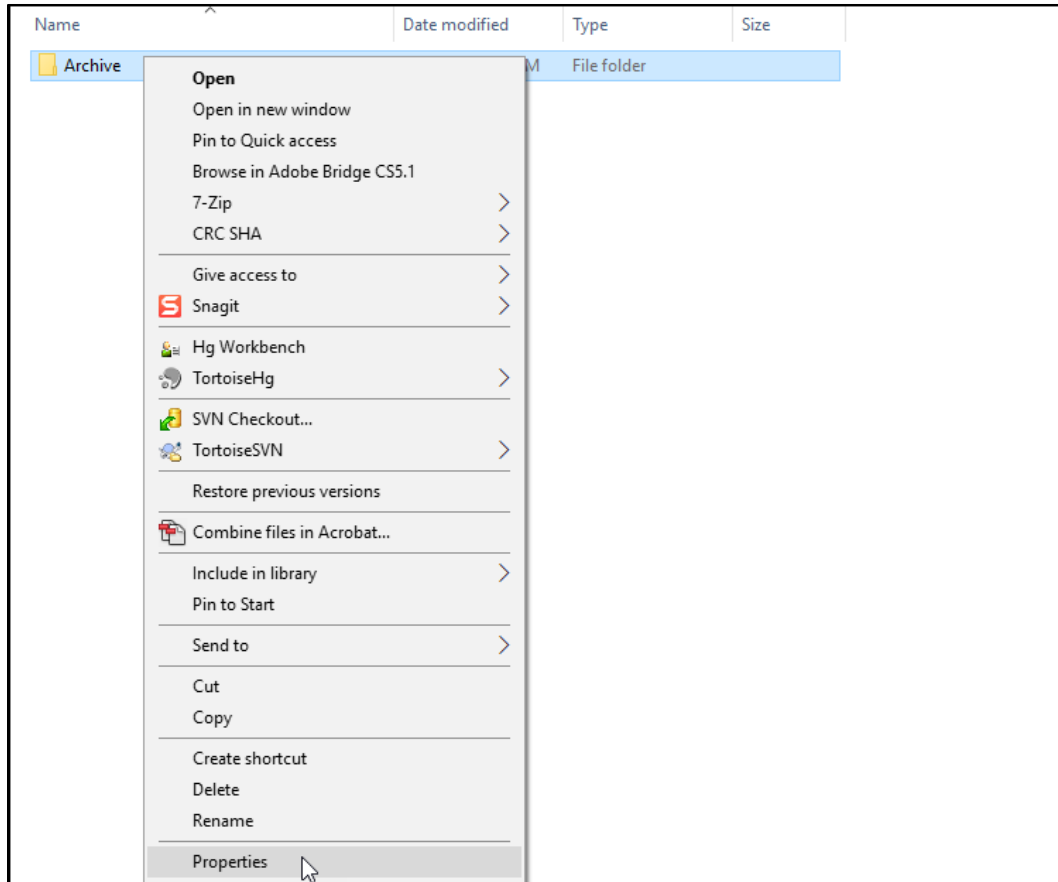 Name Date modified Type Size
Archive M File folder
Open
Open in new window
Pin to Quick access
Browse in Adobe Bridge CS5.1
7-Zip
CRC SHA
Give access to
S Snagit
Hg Workbench
TortoiseHg
SVN Checkout...
TortoiseSVN
Restore previous versions
Combine files in Acrobat...
Include in library
Pin to Start
Send to
Cut
Copy
Create shortcut
Delete
Rename
Properties